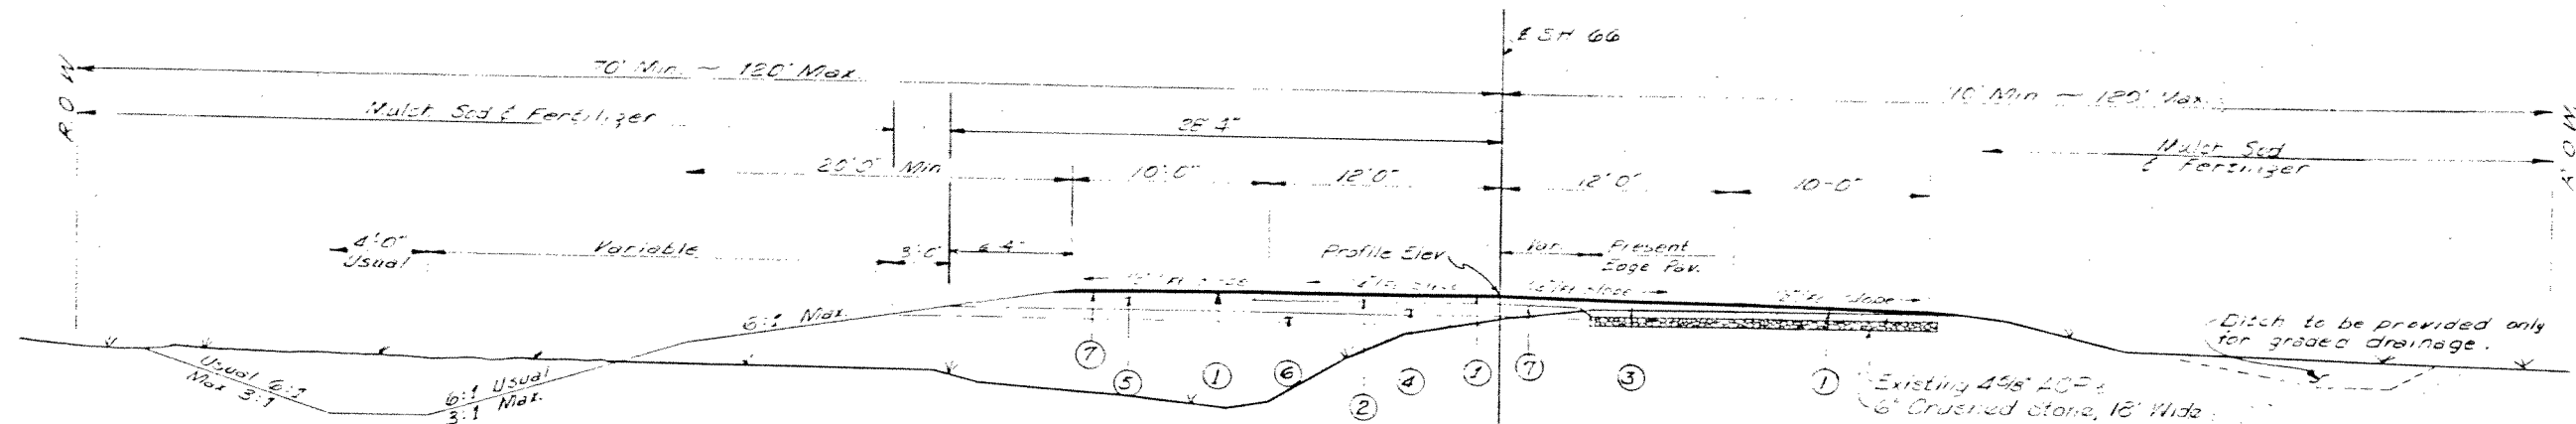 ℄ SH 66
R.O.W.
70' Min. — 120' Max.
Mulch Sod & Fertilizer
28'4"
20'0" Min
10'-0"
12'0"
12'0"
10-0"
Mulch Sod
& Fertilizer
R.O.W.
4'0"
Usual
Variable
3'0"
6'4"
Profile Elev.
Var.
Present
Edge Pav.
6:1 Max.
Usual 6:1
Max 3:1
6:1 Usual
3:1 Max.
7
5
1
6
2
4
1
7
3
1
Existing
6" Crushed Stone, 18' Wide
Ditch to be provided only
for graded drainage.